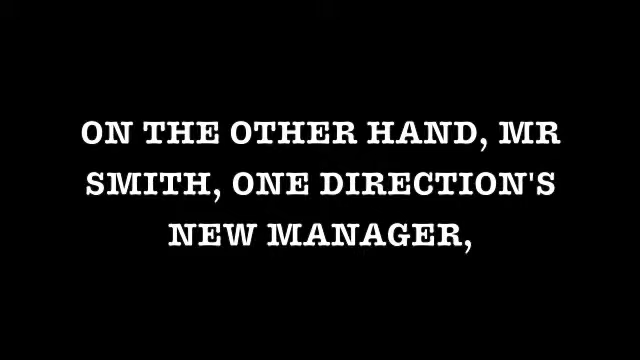 ON THE OTHER HAND, MR
SMITH, ONE DIRECTION'S
NEW MANAGER,